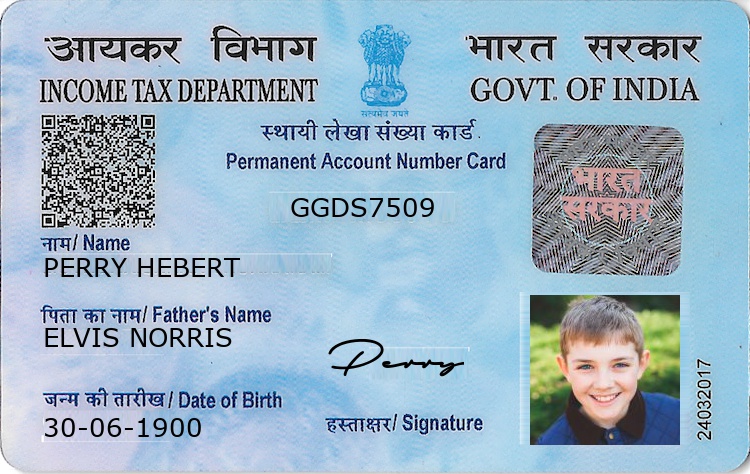 आयकर विभाग
INCOME TAX DEPARTMENT
सत्यमेव जयते
भारत सरकार
GOVT. OF INDIA
स्थायी लेखा संख्या कार्ड
Permanent Account Number Card
GGDS7509
भारत
सरकार
नाम/ Name
PERRY HEBERT
पिता का नाम/ Father's Name
ELVIS NORRIS
Perry
जन्म की तारीख/ Date of Birth
30-06-1900
हस्ताक्षर/ Signature
24032017